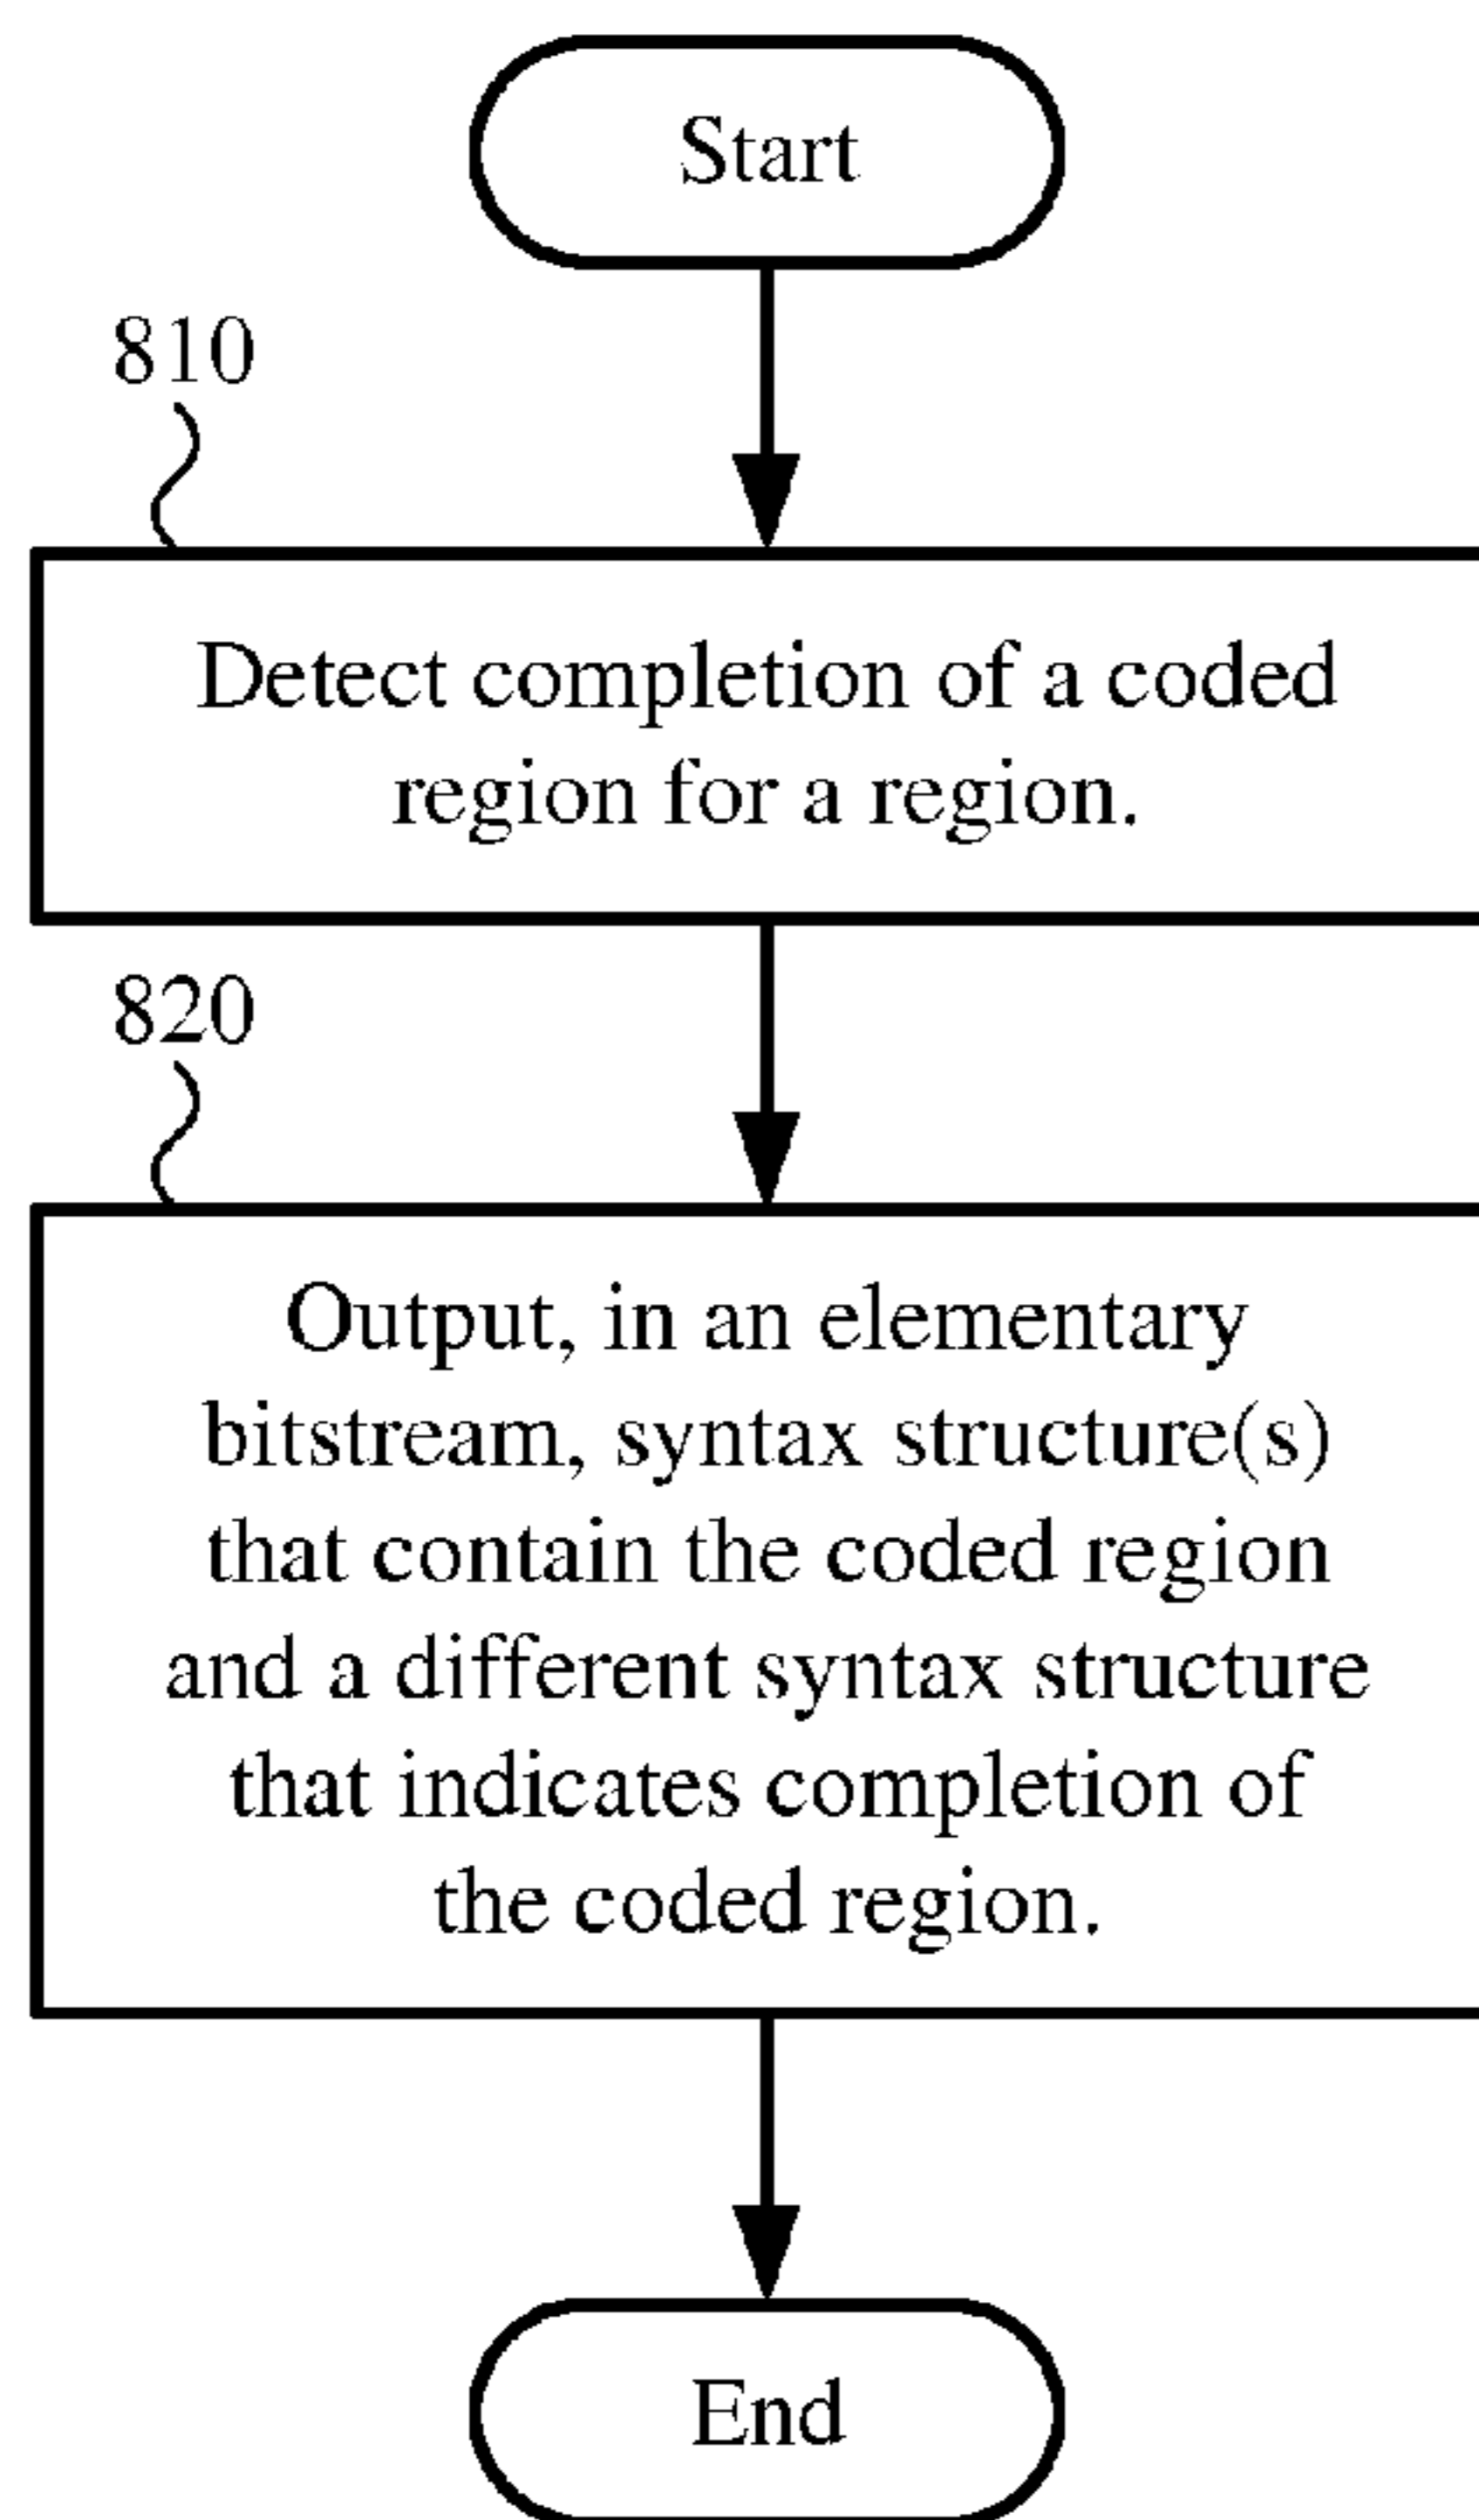 Start
810
Detect completion of a coded
region for a region.
820
Output, in an elementary
bitstream, syntax structure(s)
that contain the coded region
and a different syntax structure
that indicates completion of
the coded region.
End